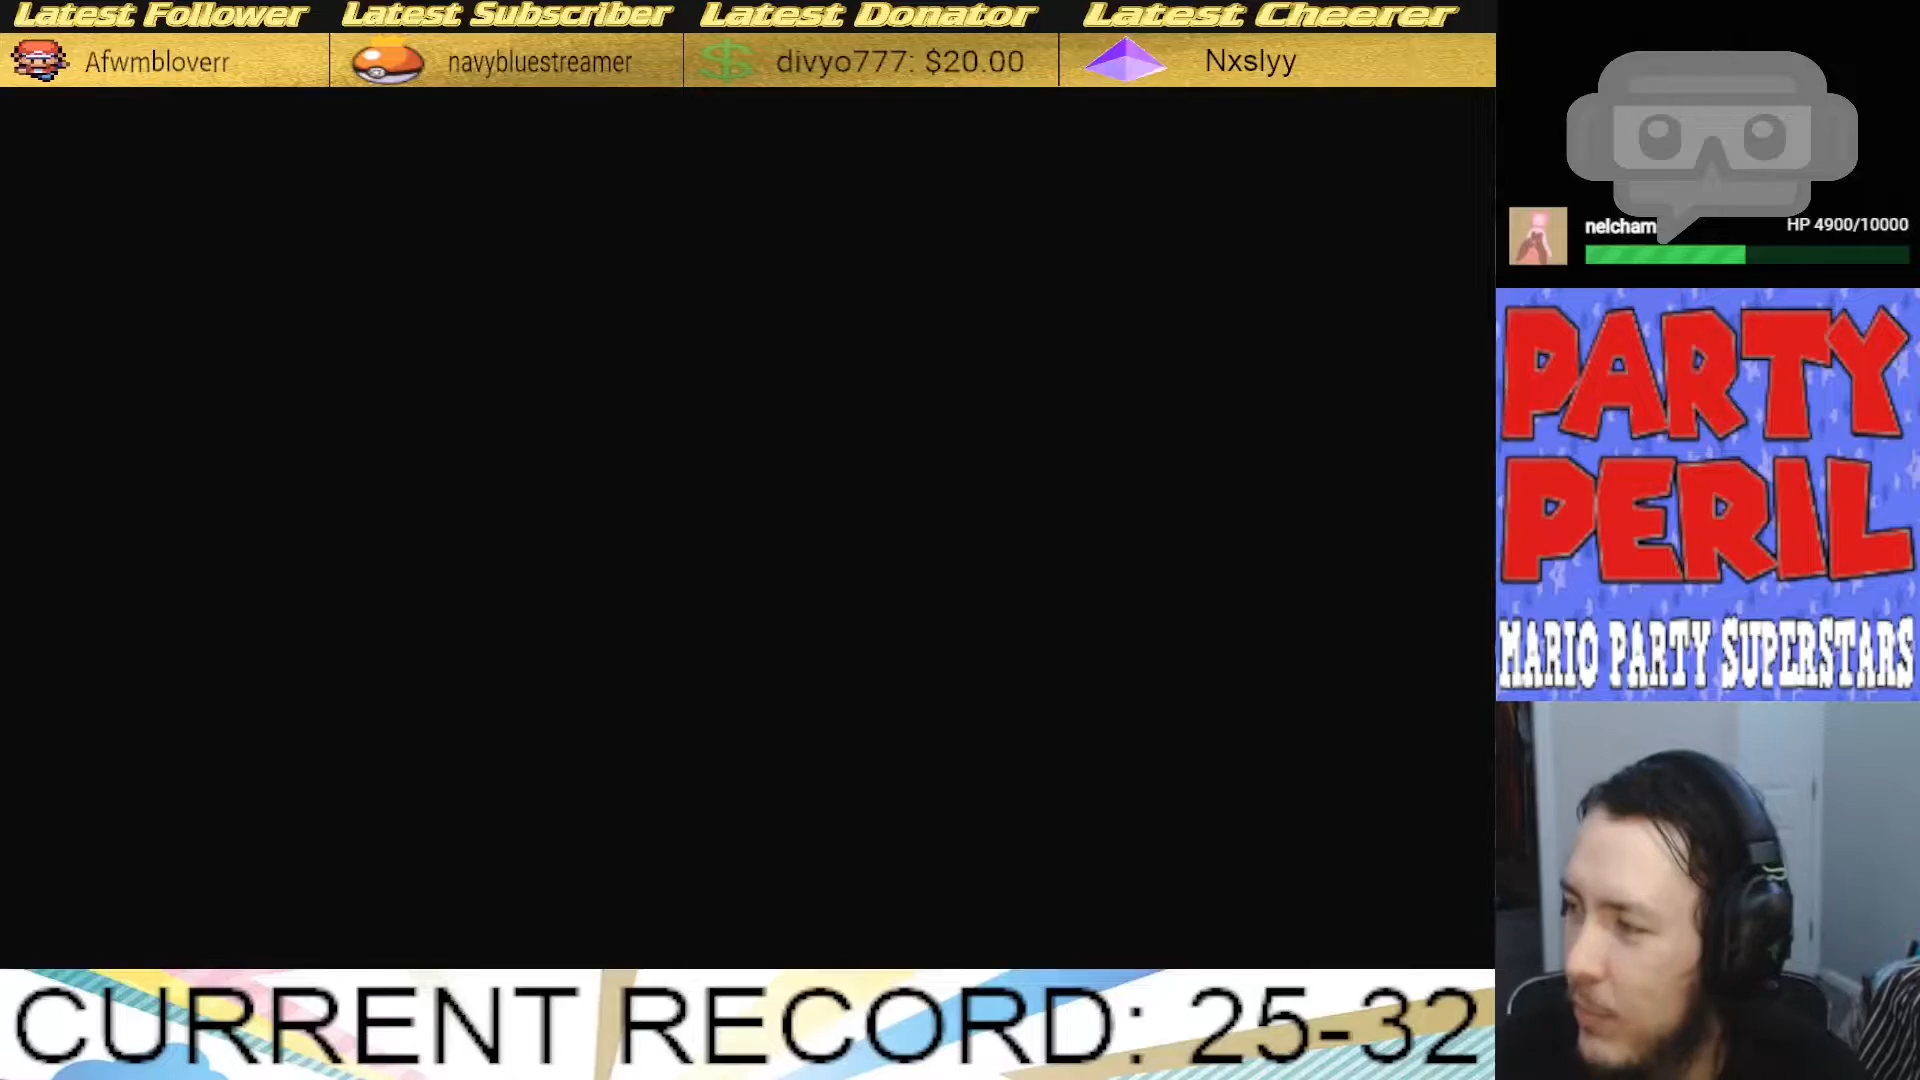 Latest Follower Latest Subscriber Latest Donator Latest Cheerer
Afwmbloverr navybluestreamer divyo777: $20.00 Nxslyy
nelcham HP 4900/10000
PARTY
PERIL
MARIO PARTY SUPERSTARS
CURRENT RECORD: 25-32